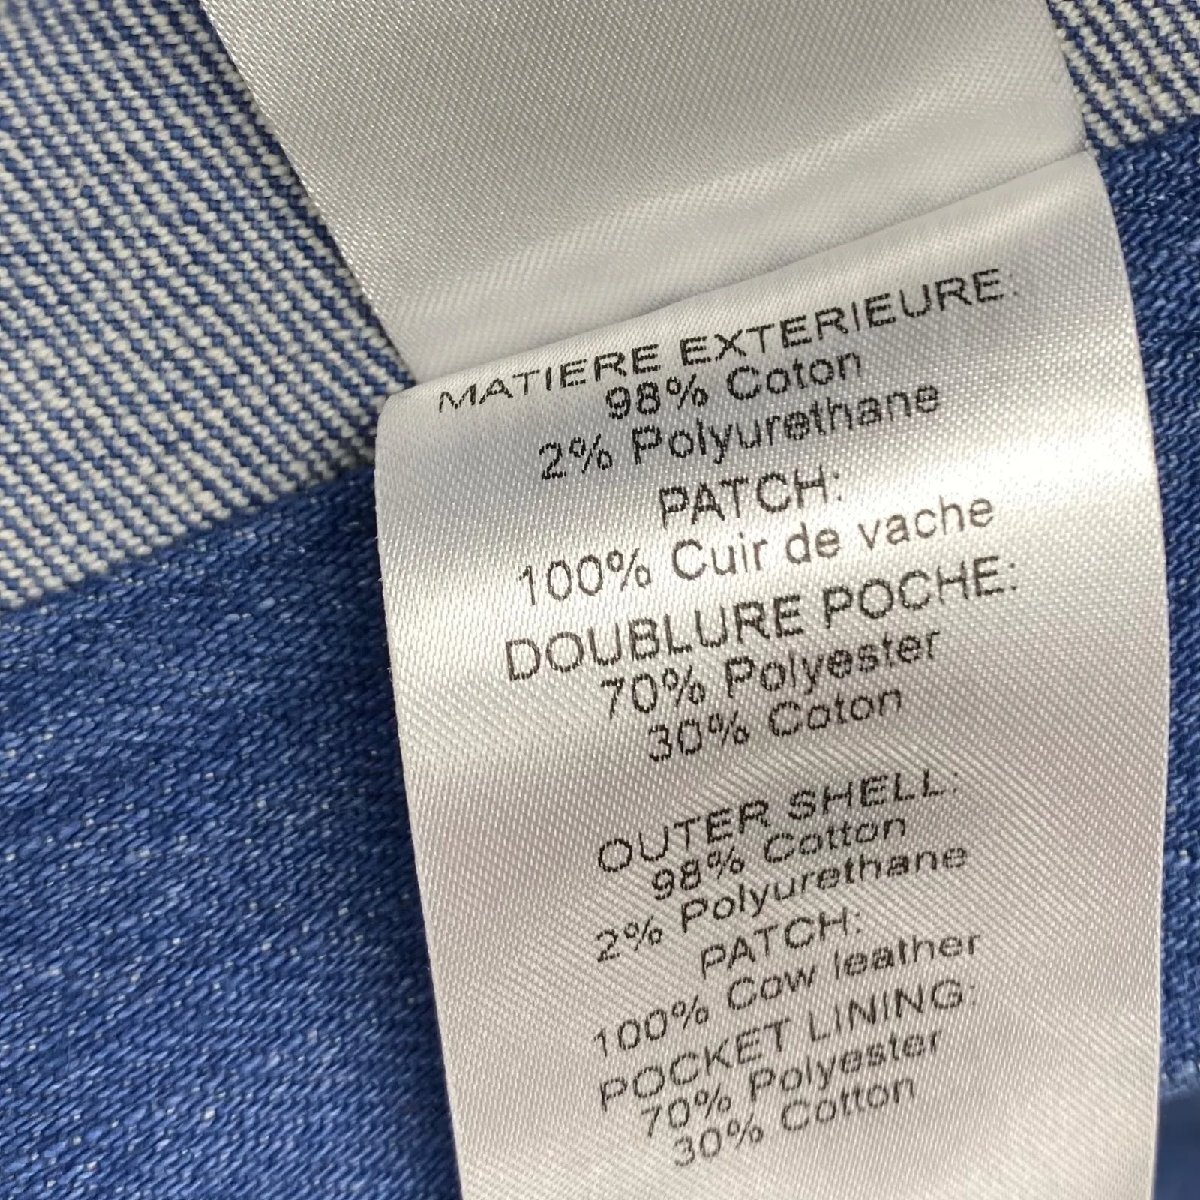 MATIERE EXTERIEURE:
98% Coton
2% Polyurethane
PATCH:
100% Cuir de vache
DOUBLURE POCHE:
70% Polyester
30% Coton
OUTER SHELL:
98% Cotton
2% Polyurethane
PATCH:
100% Cow leather
POCKET LINING:
70% Polyester
30% Cotton